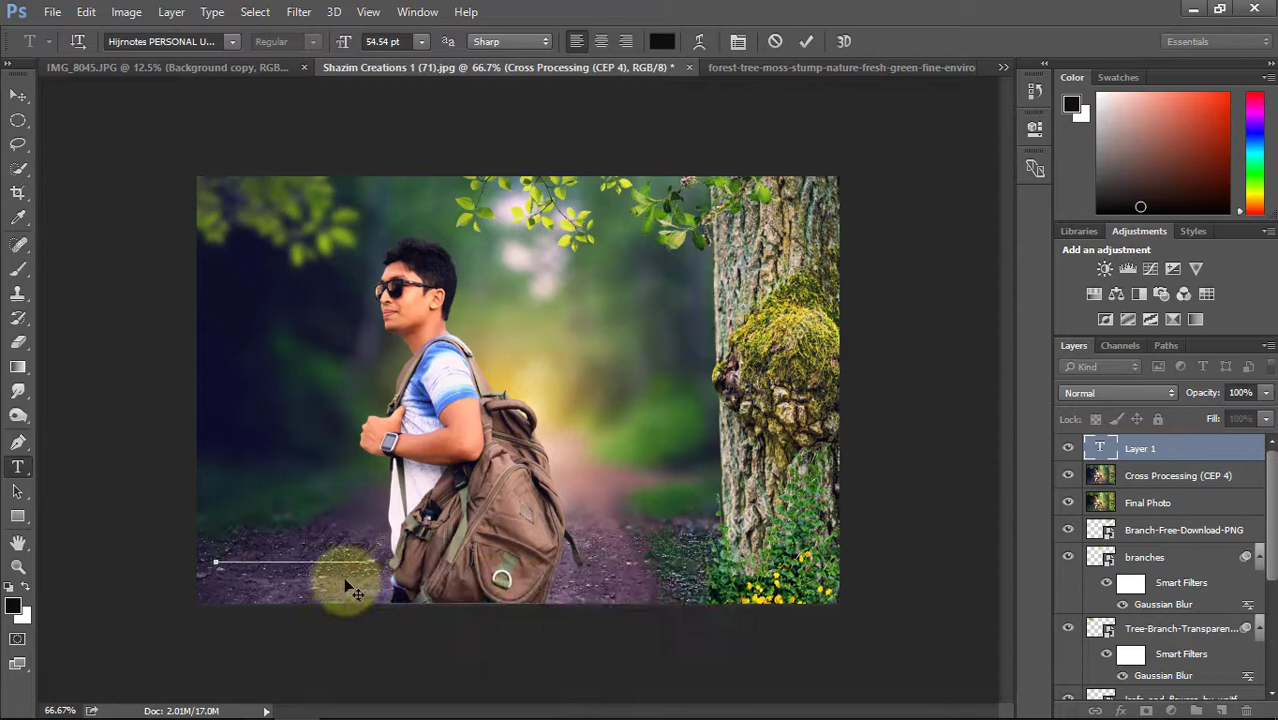 Ps File Edit Image Layer Type Select Filter 3D View Window Help
T Hijrnotes PERSONAL U... Regular 54.54 pt aa Sharp 3D Essentials
IMG_8045.JPG @ 12.5% (Background copy, RGB... × Shazim Creations 1 (71).jpg @ 66.7% (Cross Processing (CEP 4), RGB/8) * × forest-tree-moss-stump-nature-fresh-green-fine-enviro
Color Swatches
Libraries Adjustments Styles
Add an adjustment
Layers Channels Paths
Kind
Normal Opacity: 100%
Lock: Fill: 100%
T Layer 1
Cross Processing (CEP 4)
Final Photo
Branch-Free-Download-PNG
branches
Smart Filters
Gaussian Blur
Tree-Branch-Transparen...
Smart Filters
Gaussian Blur
66.67% Doc: 2.01M/17.0M
fx